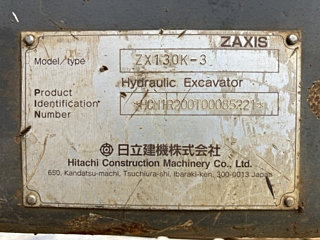 ZAXIS
Model/type ZX130K-3
Hydraulic Excavator
Product
Identification *HCM1R200T00085221*
Number
日立建機株式会社
Hitachi Construction Machinery Co., Ltd.
650, Kandatsu-machi, Tsuchiura-shi, Ibaraki-ken, 300-0013 Japan